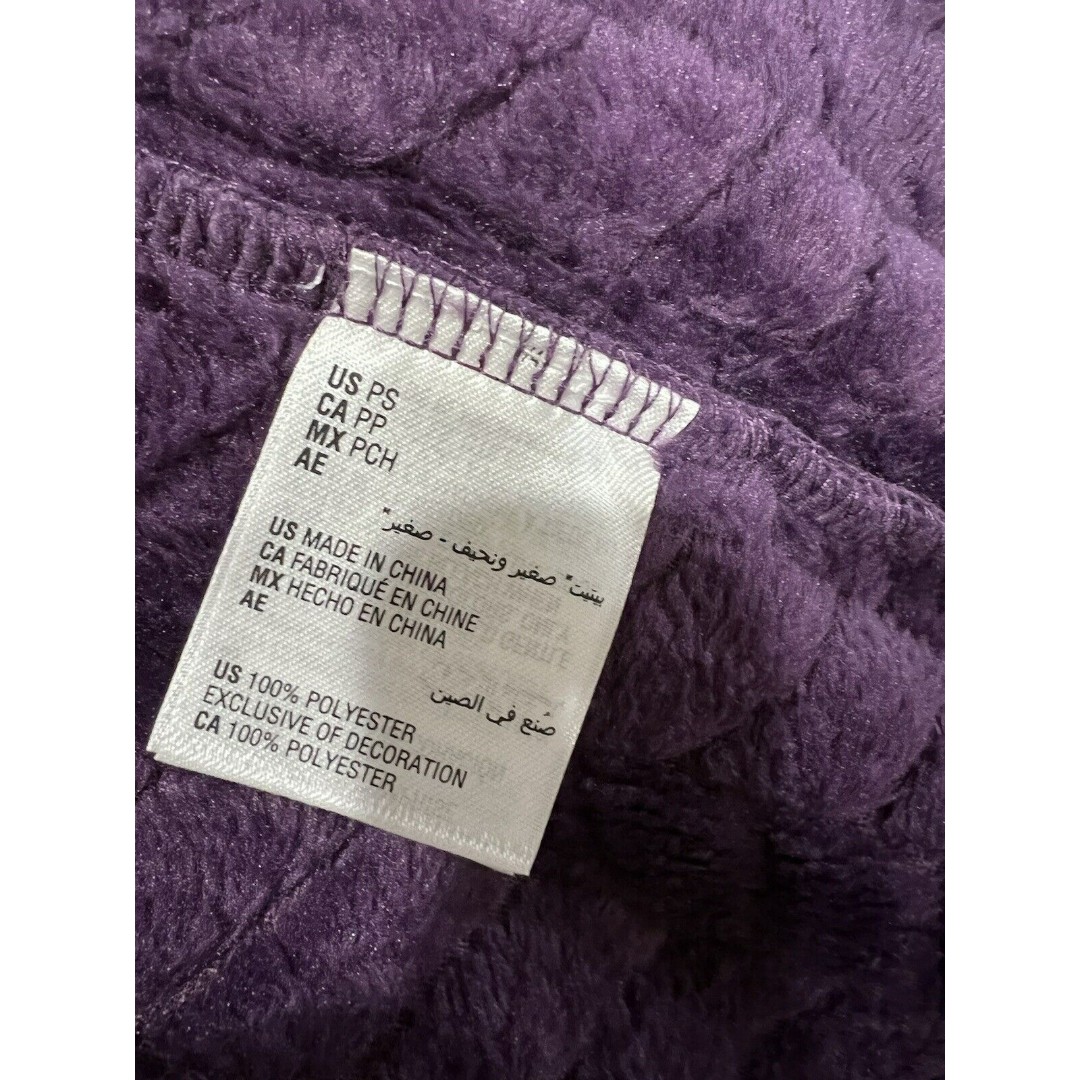 US PS
CA PP
MX PCH
AE
بيتيت" صغير ونحيف - صغير"
US MADE IN CHINA
CA FABRIQUÉ EN CHINE
MX HECHO EN CHINA
AE
صُنع في الصين
US 100% POLYESTER
EXCLUSIVE OF DECORATION
CA 100% POLYESTER